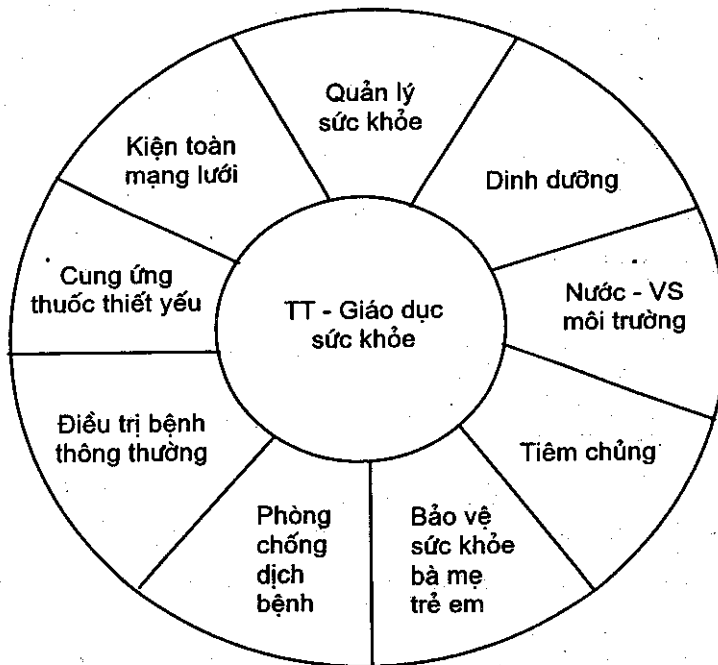 Quản lý
sức khỏe
Dinh dưỡng
Nước - VS
môi trường
Tiêm chủng
Bảo vệ
sức khỏe
bà mẹ
trẻ em
Phòng
chống
dịch
bệnh
Điều trị bệnh
thông thường
Cung ứng
thuốc thiết yếu
Kiện toàn
mạng lưới
TT - Giáo dục
sức khỏe